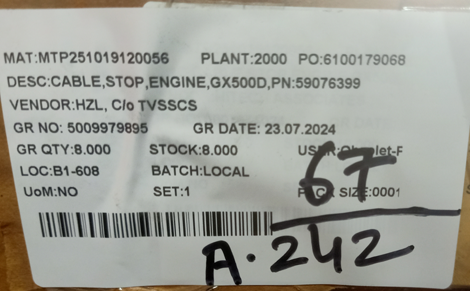 MAT:MTP251019120056 PLANT:2000 PO:6100179068
DESC:CABLE,STOP,ENGINE,GX500D,PN:59076399
VENDOR:HZL, C/o TVSSCS
GR NO: 5009979895 GR DATE: 23.07.2024
GR QTY:8.000 STOCK:8.000
LOC:B1-608 BATCH:LOCAL
UoM:NO SET:1 SIZE:0001
67
A.242